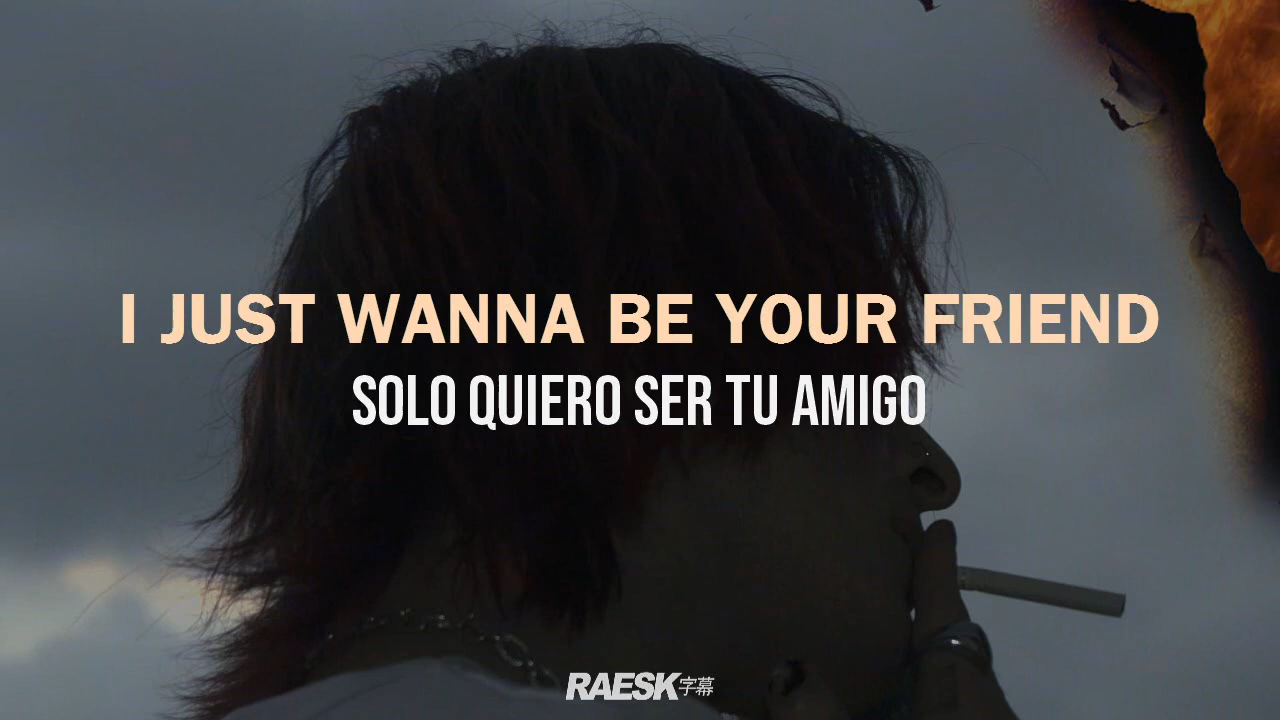 I JUST WANNA BE YOUR FRIEND
SOLO QUIERO SER TU AMIGO
RAESK字幕